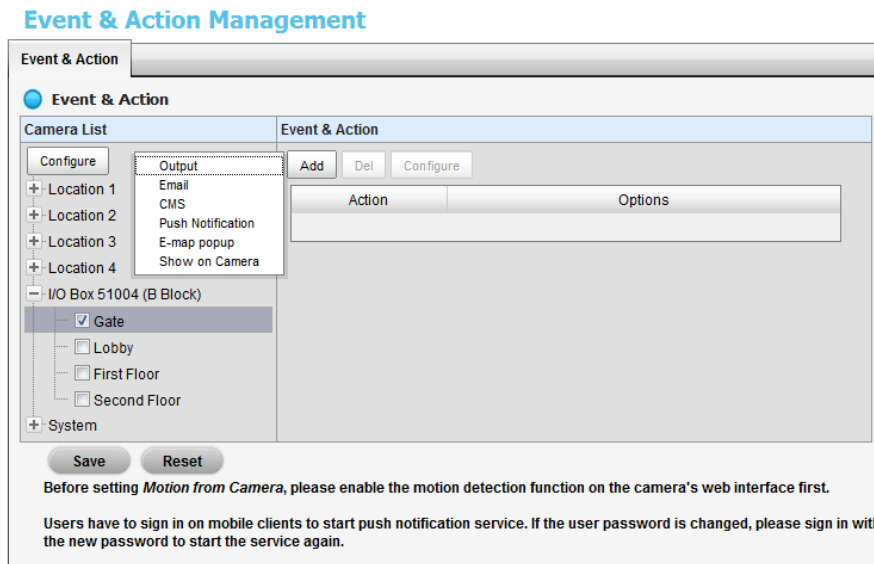 Event & Action Management
Event & Action
Event & Action
Camera List
Event & Action
Configure
Output
Email
CMS
Push Notification
E-map popup
Show on Camera
Add Del Configure
Action Options
Location 1
Location 2
Location 3
Location 4
I/O Box 51004 (B Block)
Gate
Lobby
First Floor
Second Floor
System
Save Reset
Before setting Motion from Camera, please enable the motion detection function on the camera's web interface first.
Users have to sign in on mobile clients to start push notification service. If the user password is changed, please sign in with
the new password to start the service again.